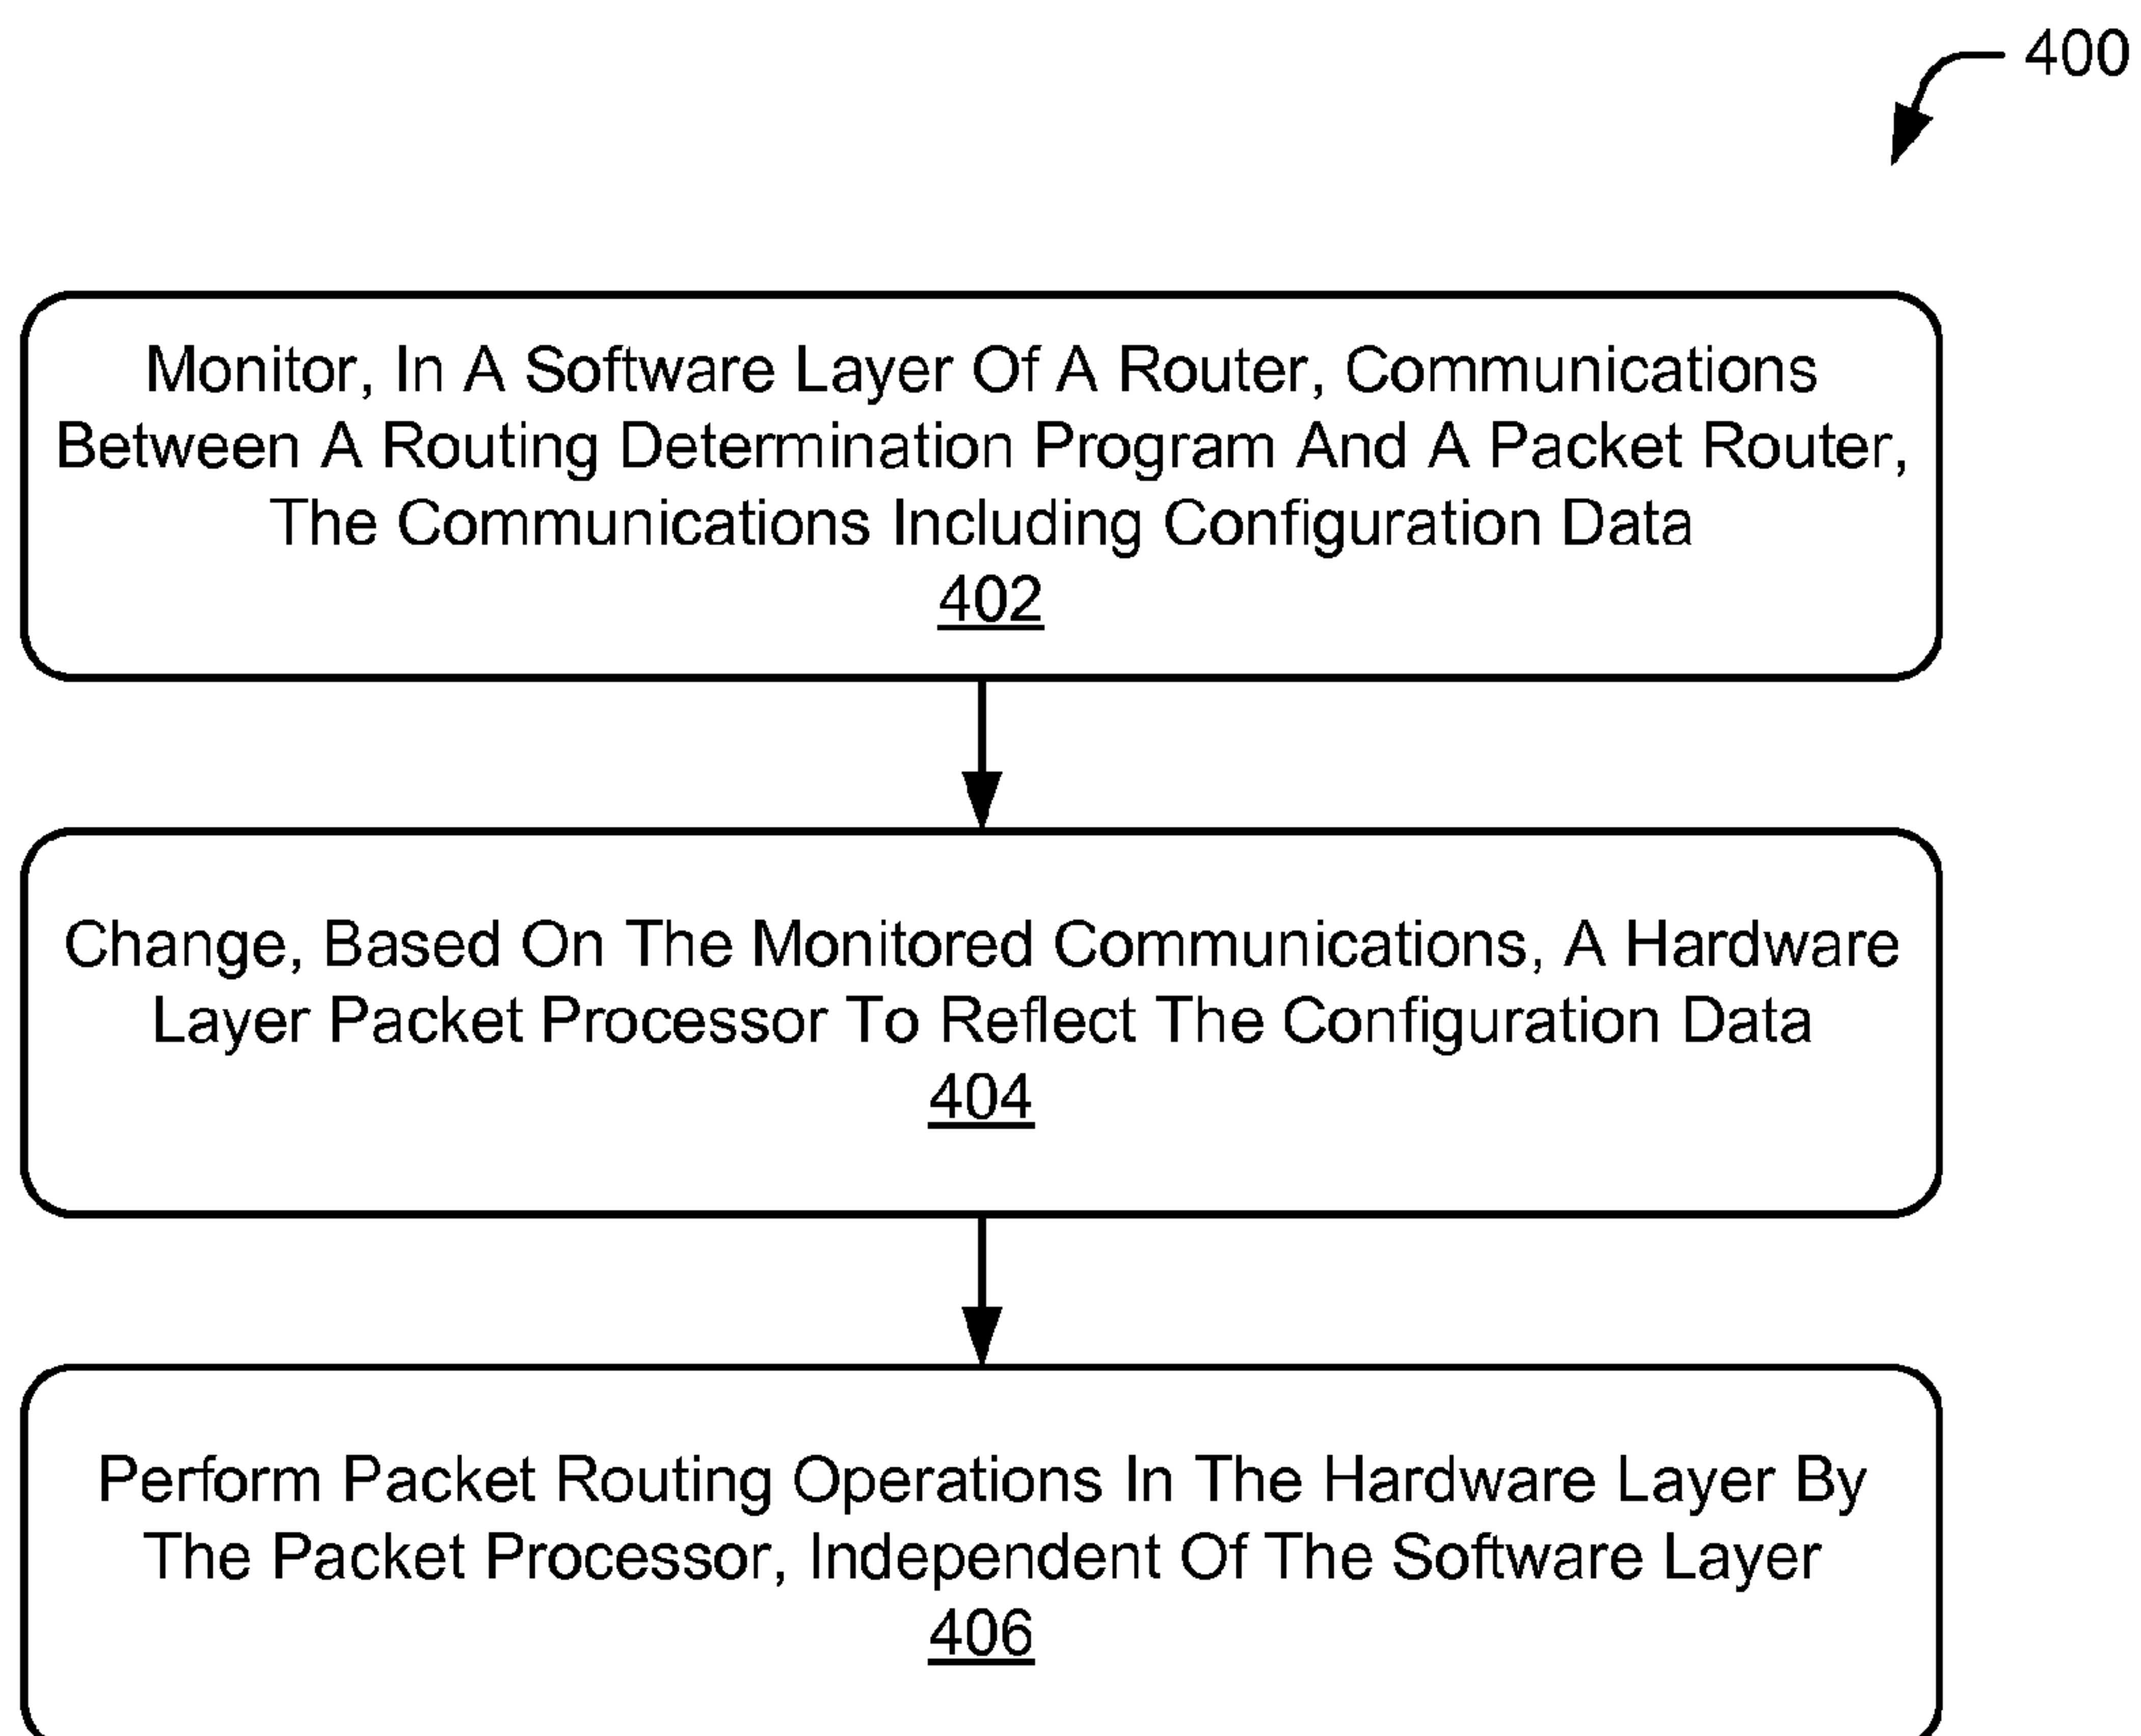 400
Monitor, In A Software Layer Of A Router, Communications
Between A Routing Determination Program And A Packet Router,
The Communications Including Configuration Data
402
Change, Based On The Monitored Communications, A Hardware
Layer Packet Processor To Reflect The Configuration Data
404
Perform Packet Routing Operations In The Hardware Layer By
The Packet Processor, Independent Of The Software Layer
406